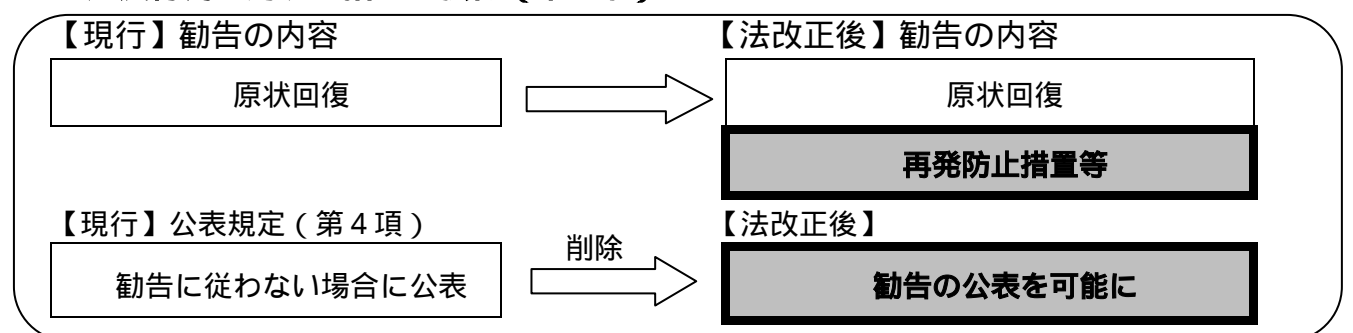 【現行】勧告の内容
【法改正後】勧告の内容
原状回復
原状回復
再発防止措置等
【現行】公表規定(第4項)
削除
【法改正後】
勧告に従わない場合に公表
勧告の公表を可能に